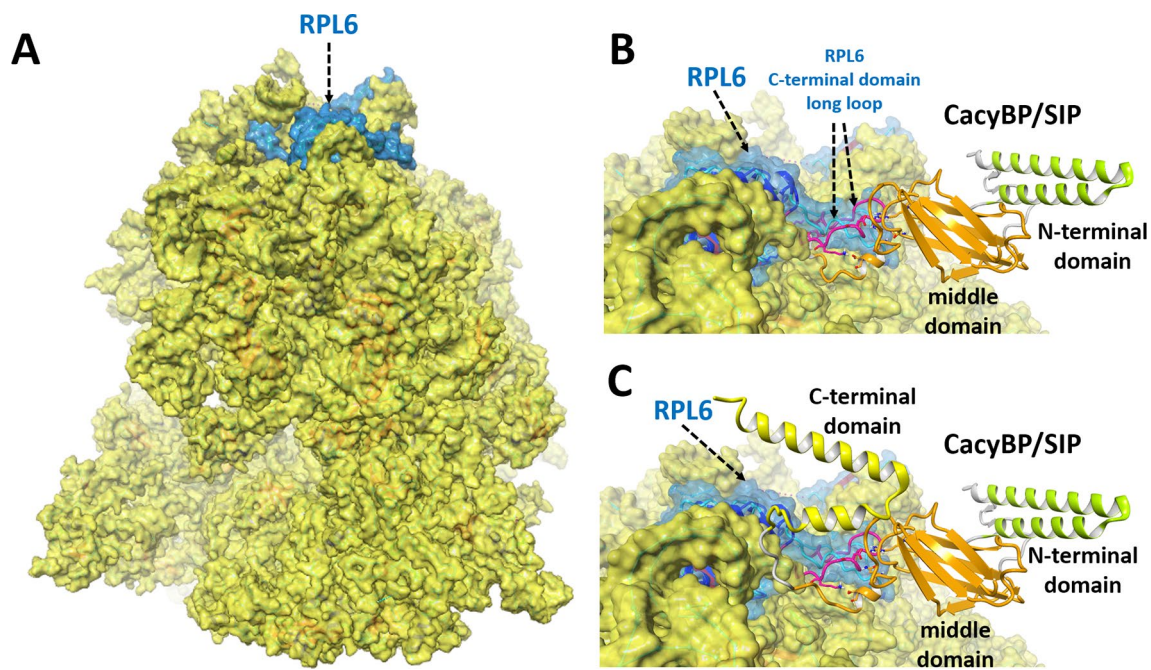 A
RPL6
B
RPL6
RPL6
C-terminal domain
long loop
CacyBP/SIP
N-terminal
domain
middle
domain
C
RPL6
C-terminal
domain
CacyBP/SIP
N-terminal
domain
middle
domain